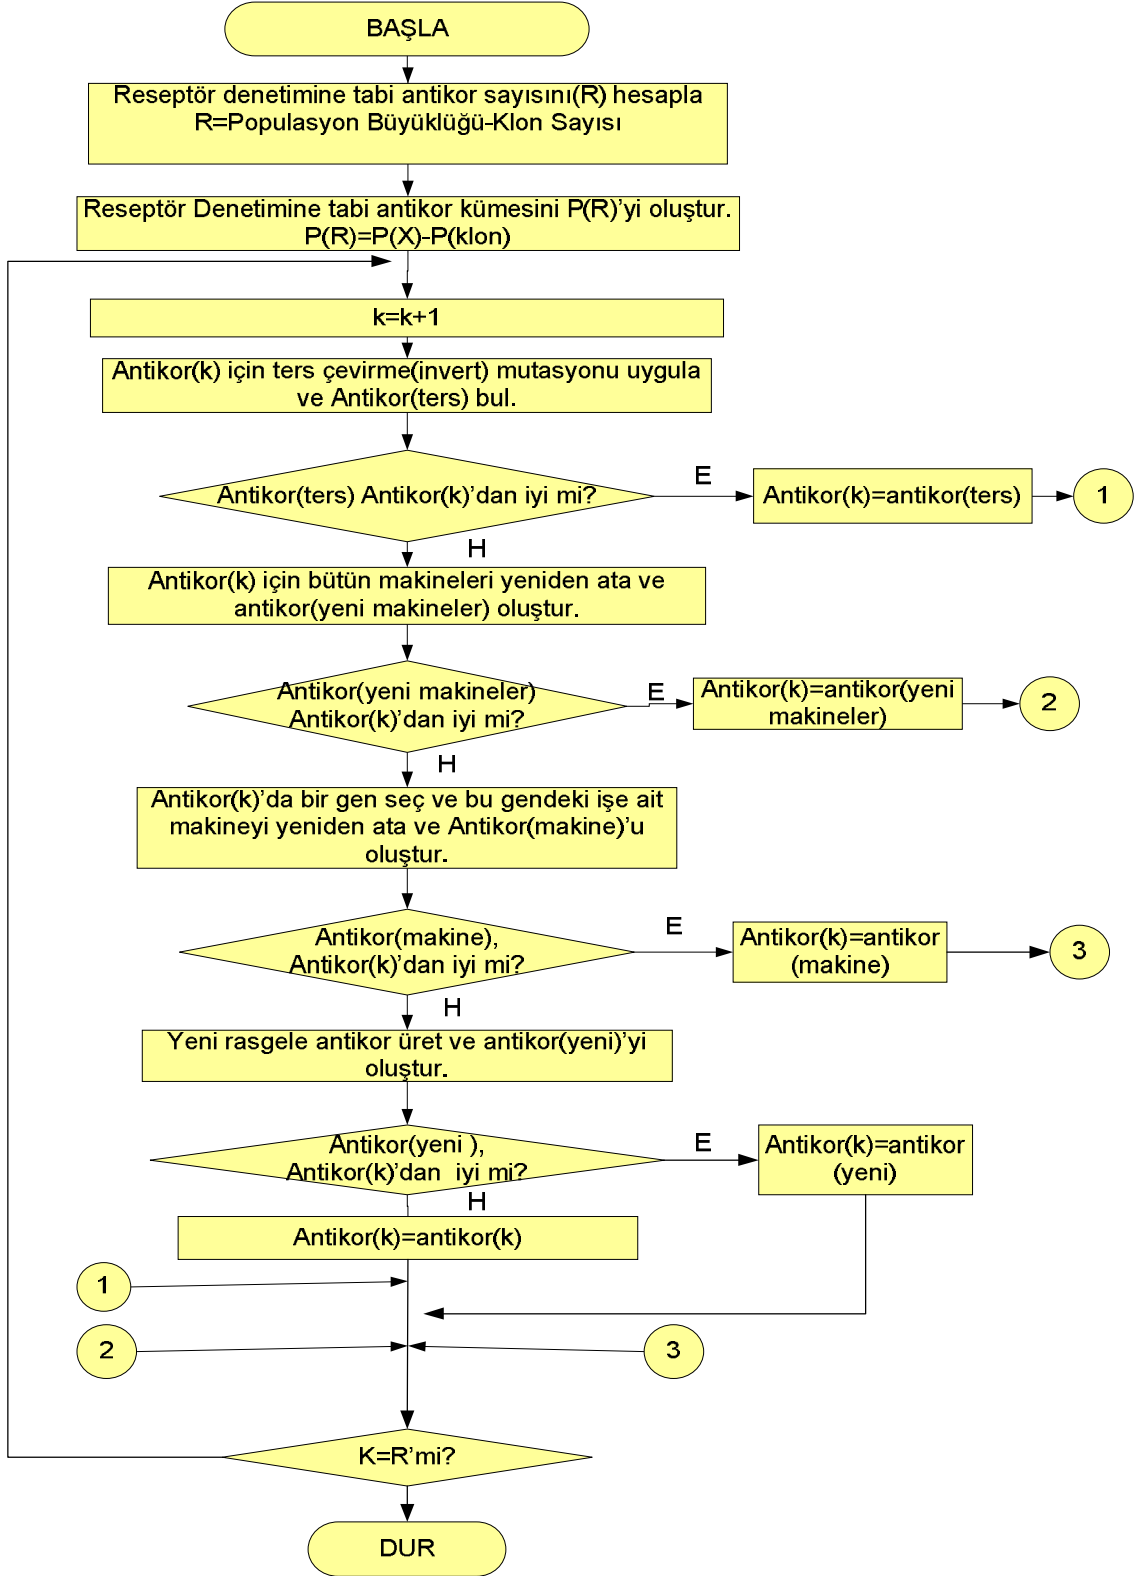 BAŞLA
Reseptör denetimine tabi antikor sayısını(R) hesapla
R=Populasyon Büyüklüğü-Klon Sayısı
Reseptör Denetimine tabi antikor kümesini P(R)'yi oluştur.
P(R)=P(X)-P(klon)
k=k+1
Antikor(k) için ters çevirme(invert) mutasyonu uygula
ve Antikor(ters) bul.
Antikor(ters) Antikor(k)'dan iyi mi?
E
Antikor(k)=antikor(ters)
1
H
Antikor(k) için bütün makineleri yeniden ata ve
antikor(yeni makineler) oluştur.
Antikor(yeni makineler)
Antikor(k)'dan iyi mi?
E
Antikor(k)=antikor(yeni
makineler)
2
H
Antikor(k)'da bir gen seç ve bu gendeki işe ait
makineyi yeniden ata ve Antikor(makine)'u
oluştur.
Antikor(makine),
Antikor(k)'dan iyi mi?
E
Antikor(k)=antikor
(makine)
3
H
Yeni rasgele antikor üret ve antikor(yeni)'yi
oluştur.
Antikor(yeni ),
Antikor(k)'dan  iyi mi?
E
Antikor(k)=antikor
(yeni)
H
Antikor(k)=antikor(k)
1
2
3
K=R'mi?
DUR